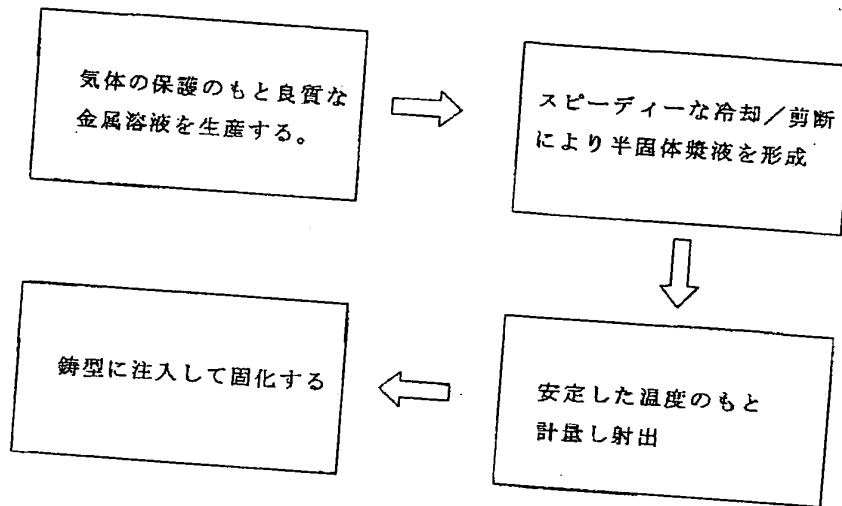 気体の保護のもと良質な
金属溶液を生産する。
スピーディーな冷却／剪断
により半固体漿液を形成
安定した温度のもと
計量し射出
鋳型に注入して固化する